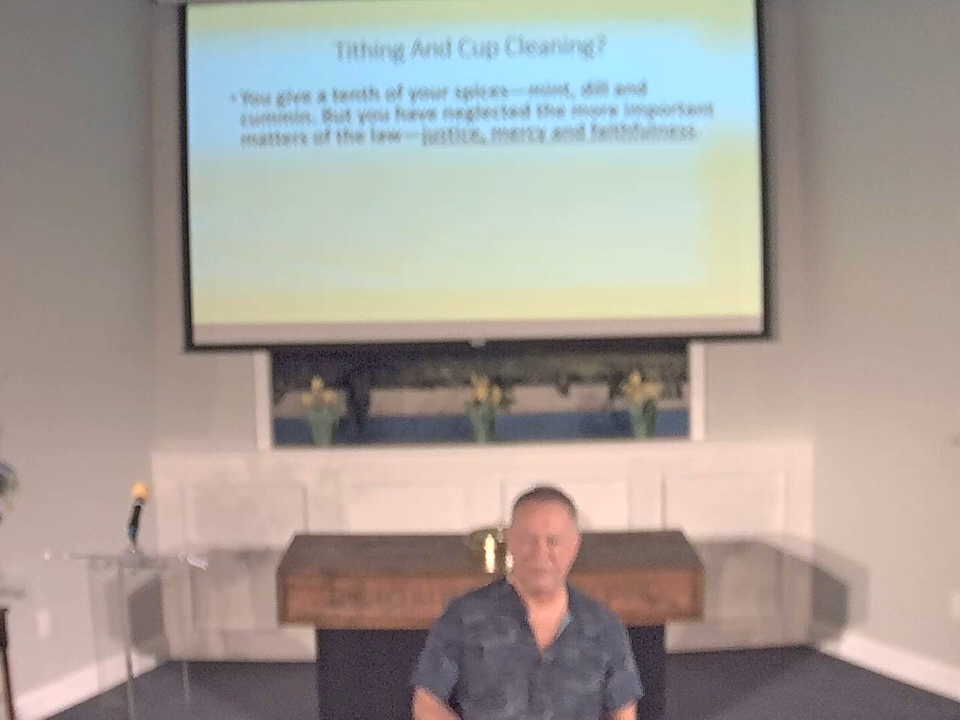 Tithing And Cup Cleaning?
• You give a tenth of your spices—mint, dill and
cummin. But you have neglected the more important
matters of the law—justice, mercy and faithfulness.